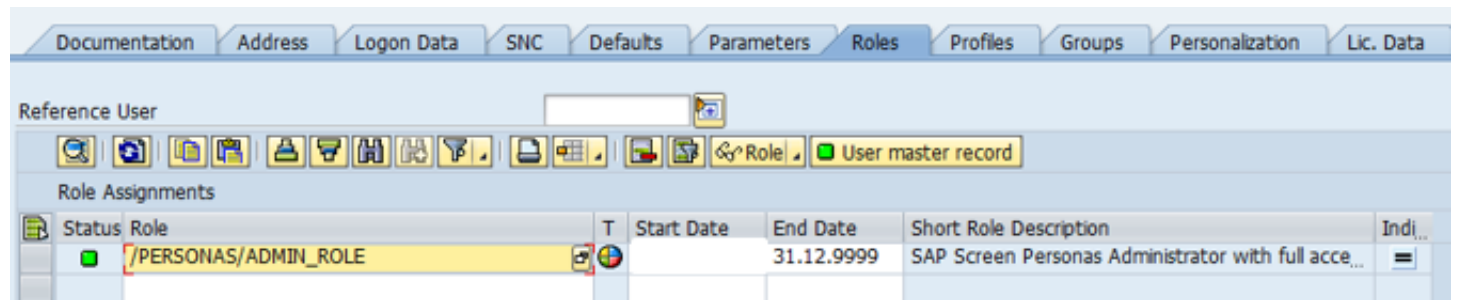 Documentation Address Logon Data SNC Defaults Parameters Roles Profiles Groups Personalization Lic. Data
Reference User
Role User master record
Role Assignments
Status Role T Start Date End Date Short Role Description Indi...
/PERSONAS/ADMIN_ROLE 31.12.9999 SAP Screen Personas Administrator with full acce...